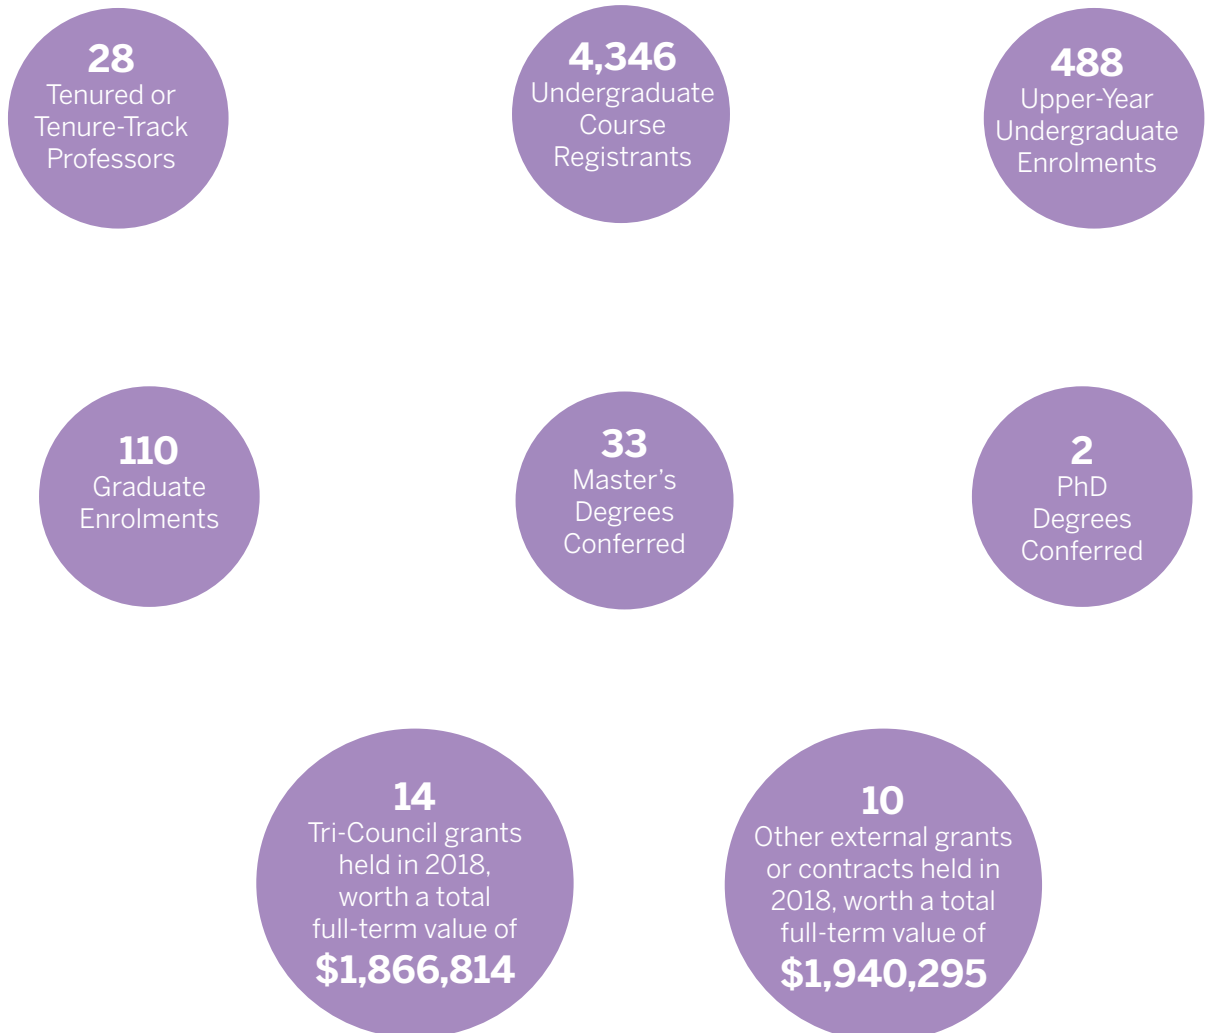 28
Tenured or
Tenure-Track
Professors
4,346
Undergraduate
Course
Registrants
488
Upper-Year
Undergraduate
Enrolments
110
Graduate
Enrolments
33
Master’s
Degrees
Conferred
2
PhD
Degrees
Conferred
14
Tri-Council grants
held in 2018,
worth a total
full-term value of
$1,866,814
10
Other external grants
or contracts held in
2018, worth a total
full-term value of
$1,940,295